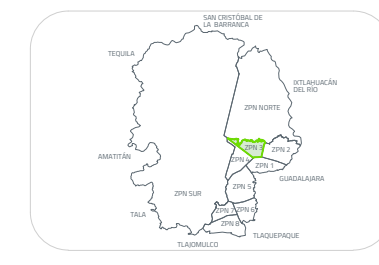 SAN CRISTÓBAL DE
LA BARRANCA
TEQUILA
IXTLAHUACÁN
DEL RÍO
ZPN NORTE
ZPN 3
ZPN 2
AMATITÁN
ZPN 4
ZPN 1
GUADALAJARA
ZPN 5
ZPN SUR
TALA
ZPN 7
ZPN 6
ZPN 8
TLAQUEPAQUE
TLAJOMULCO